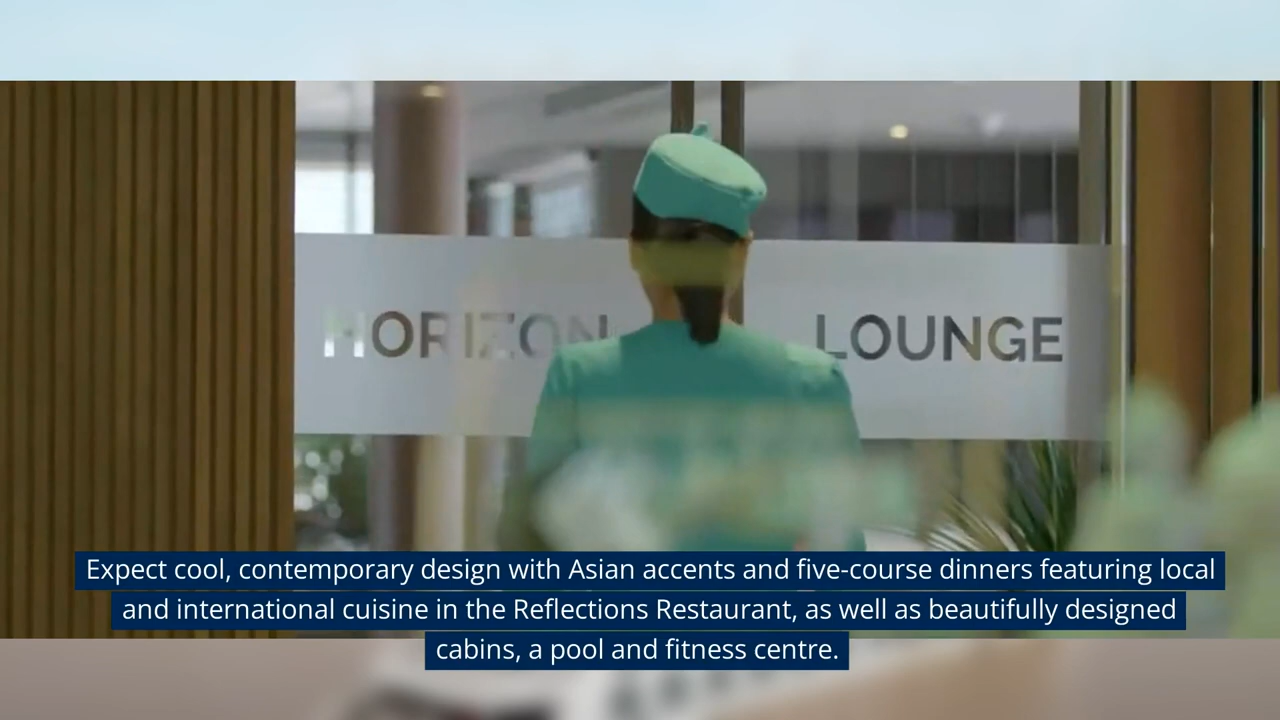 HORIZON LOUNGE
Expect cool, contemporary design with Asian accents and five-course dinners featuring local
and international cuisine in the Reflections Restaurant, as well as beautifully designed
cabins, a pool and fitness centre.